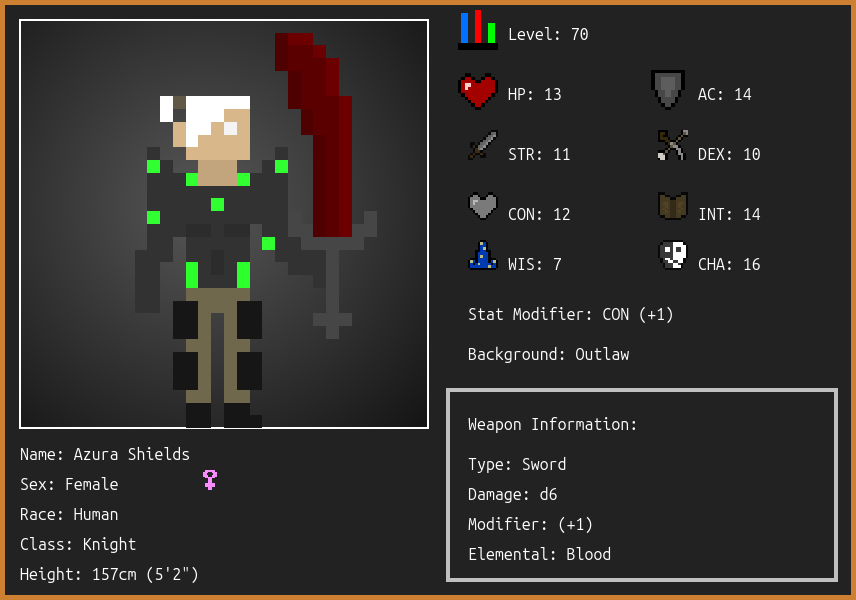 Level: 70
HP: 13
AC: 14
STR: 11
DEX: 10
CON: 12
INT: 14
WIS: 7
CHA: 16
Stat Modifier: CON (+1)
Background: Outlaw
Weapon Information:
Type: Sword
Damage: d6
Modifier: (+1)
Elemental: Blood
Name: Azura Shields
Sex: Female
Race: Human
Class: Knight
Height: 157cm (5'2")